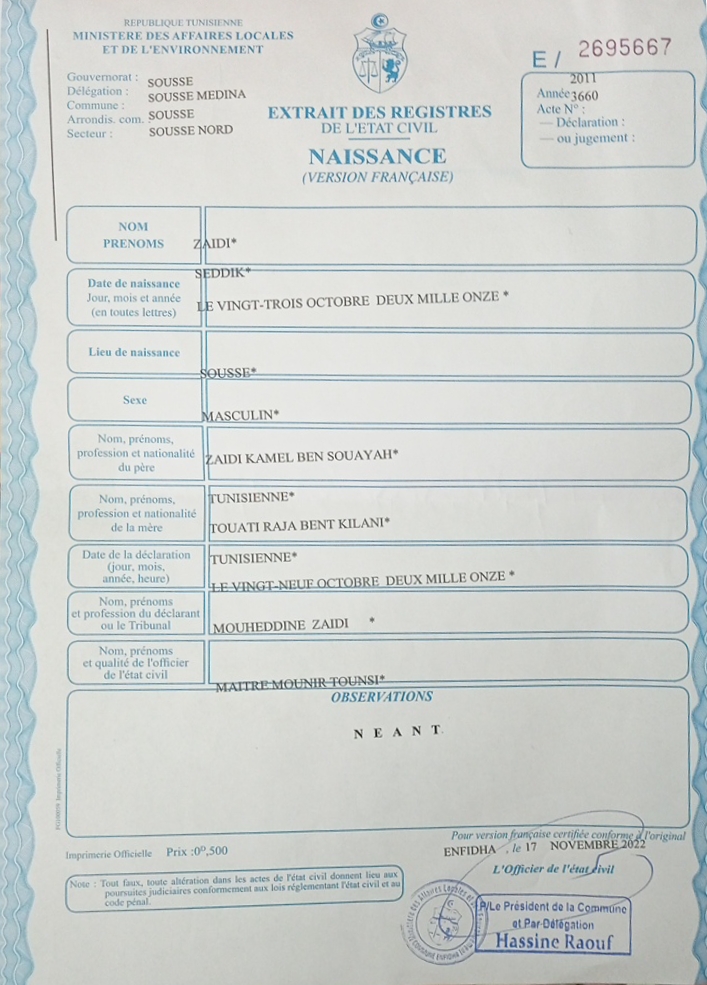 REPUBLIQUE TUNISIENNE
MINISTERE DES AFFAIRES LOCALES
ET DE L'ENVIRONNEMENT
E / 2695667
Gouvernorat : SOUSSE
Délégation : SOUSSE MEDINA
Commune : SOUSSE
Arrondis. com.
Secteur : SOUSSE NORD
2011
Année 3660
Acte N° :
— Déclaration :
— ou jugement :
EXTRAIT DES REGISTRES
DE L'ETAT CIVIL
NAISSANCE
(VERSION FRANÇAISE)
NOM
PRENOMS
ZAIDI*
SEDDIK*
Date de naissance
Jour, mois et année
(en toutes lettres)
LE VINGT-TROIS OCTOBRE DEUX MILLE ONZE *
Lieu de naissance
SOUSSE*
Sexe
MASCULIN*
Nom, prénoms,
profession et nationalité
du père
ZAIDI KAMEL BEN SOUAYAH*
TUNISIENNE*
Nom, prénoms,
profession et nationalité
de la mère
TOUATI RAJA BENT KILANI*
TUNISIENNE*
Date de la déclaration
(jour, mois,
année, heure)
LE VINGT-NEUF OCTOBRE DEUX MILLE ONZE *
Nom, prénoms
et profession du déclarant
ou le Tribunal
MOUHEDDINE ZAIDI *
Nom, prénoms
et qualité de l'officier
de l'état civil
MAITRE MOUNIR TOUNSI*
OBSERVATIONS
N E A N T
Imprimerie Officielle
Imprimerie Officielle Prix :0ᴰ,500
Pour version française certifiée conforme à l'original
ENFIDHA , le 17 NOVEMBRE 2022
L'Officier de l'état civil
Note : Tout faux, toute altération dans les actes de l'état civil donnent lieu aux
poursuites judiciaires conformement aux lois réglementant l'état civil et au
code pénal.
P/Le Président de la Commune
et Par Délégation
Hassine Raouf